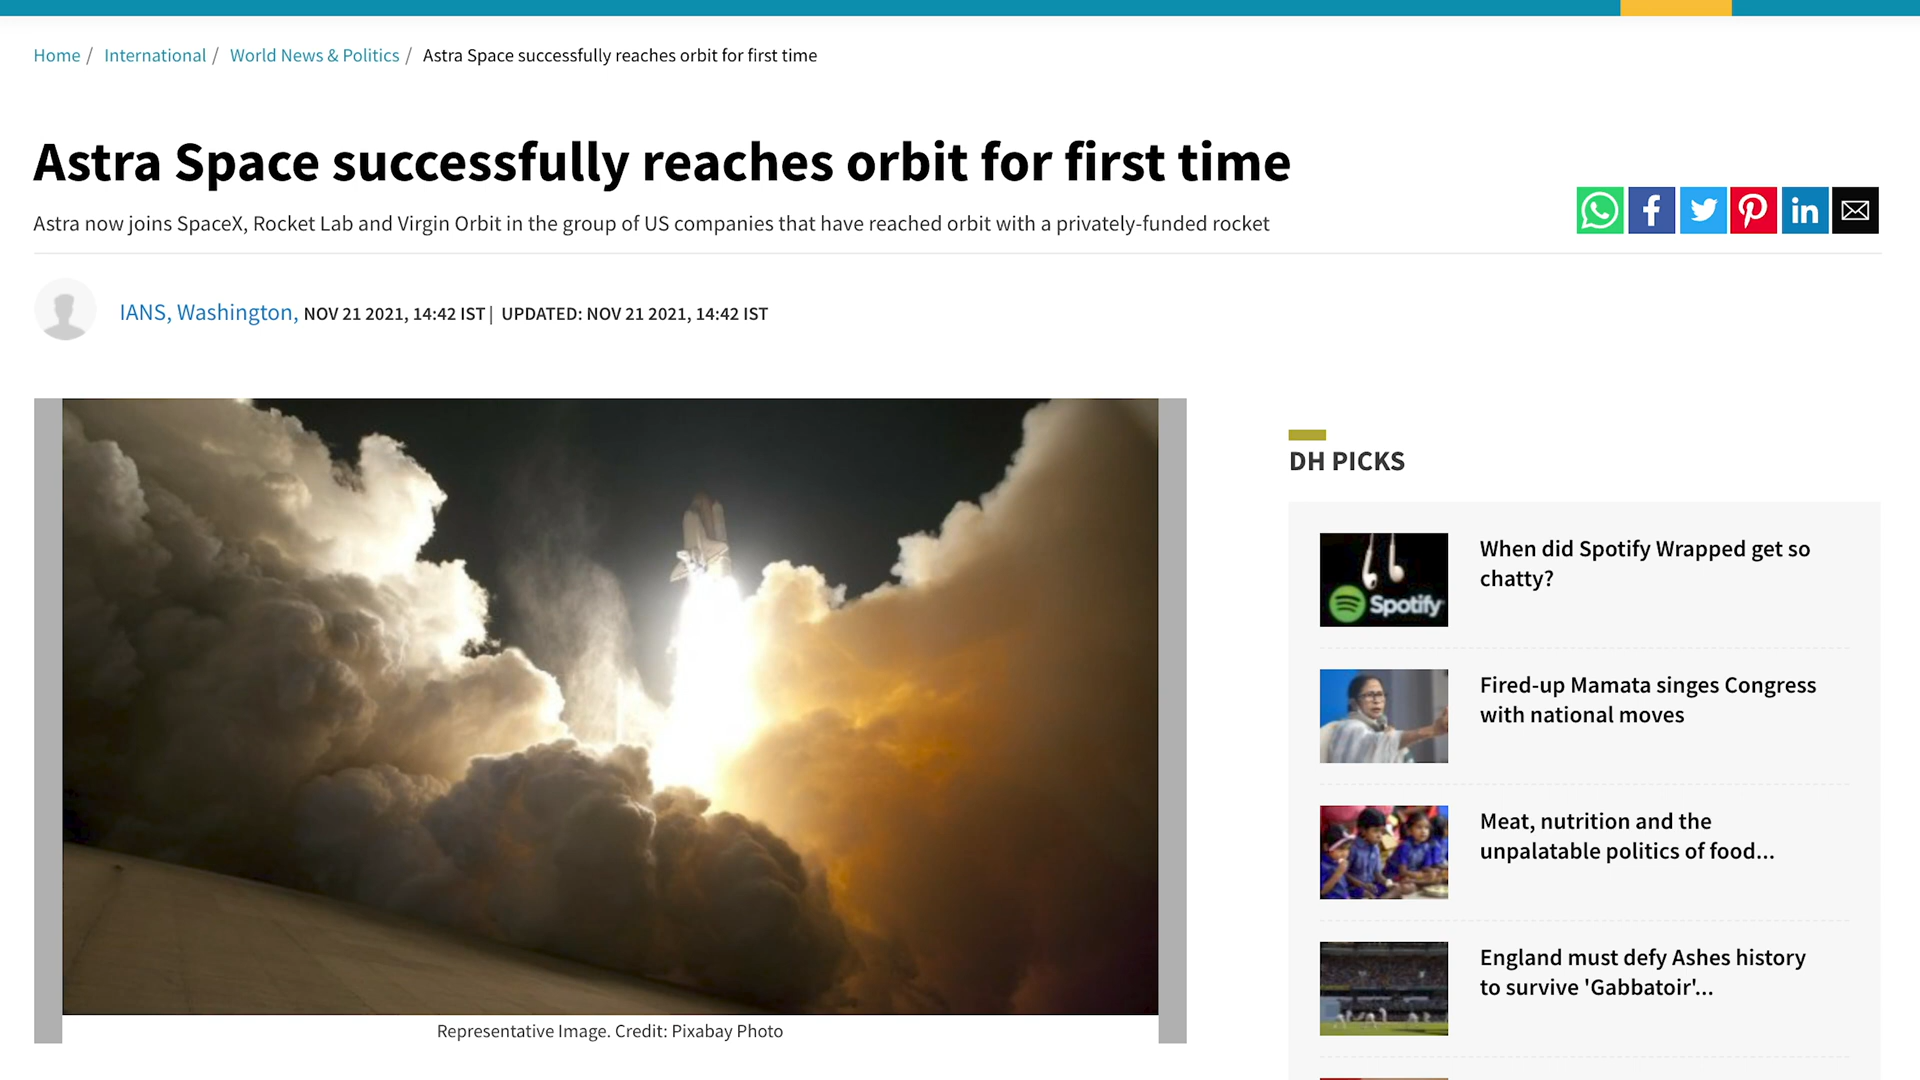 Home / International / World News & Politics / Astra Space successfully reaches orbit for first time
Astra Space successfully reaches orbit for first time
Astra now joins SpaceX, Rocket Lab and Virgin Orbit in the group of US companies that have reached orbit with a privately-funded rocket
IANS, Washington, NOV 21 2021, 14:42 IST | UPDATED: NOV 21 2021, 14:42 IST
Representative Image. Credit: Pixabay Photo
DH PICKS
Spotify
When did Spotify Wrapped get so
chatty?
Fired-up Mamata singes Congress
with national moves
Meat, nutrition and the
unpalatable politics of food...
England must defy Ashes history
to survive 'Gabbatoir'...